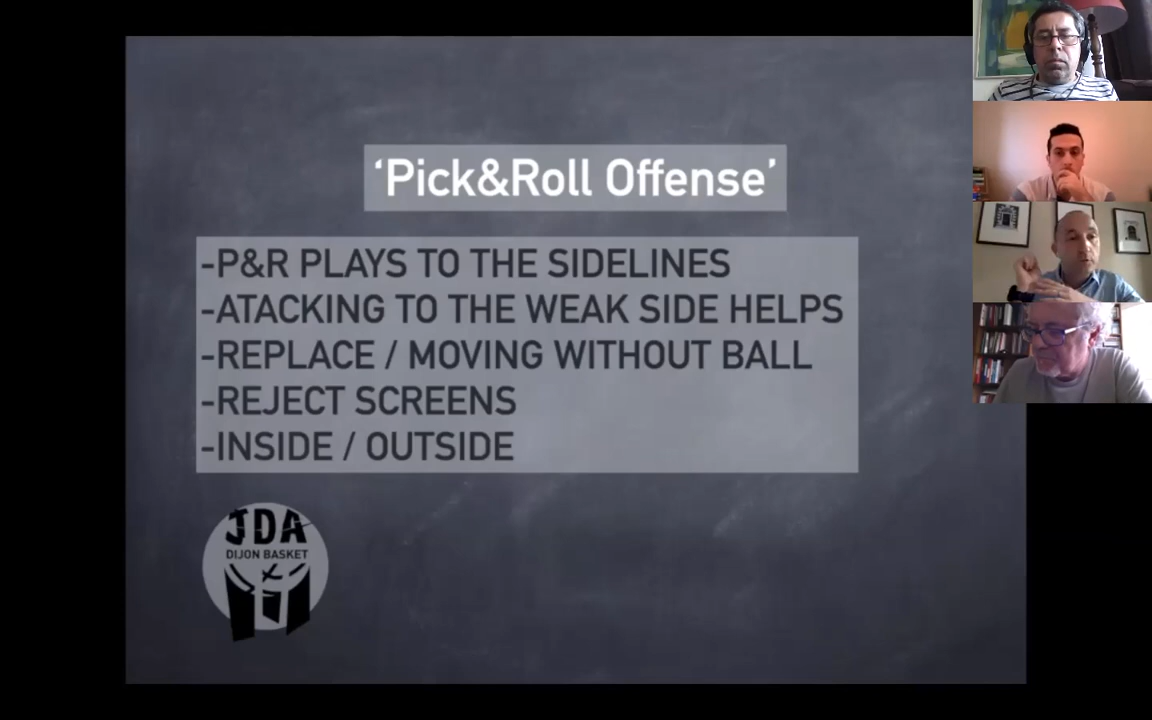 ‘Pick&Roll Offense’
-P&R PLAYS TO THE SIDELINES
-ATACKING TO THE WEAK SIDE HELPS
-REPLACE / MOVING WITHOUT BALL
-REJECT SCREENS
-INSIDE / OUTSIDE
JDA
DIJON BASKET